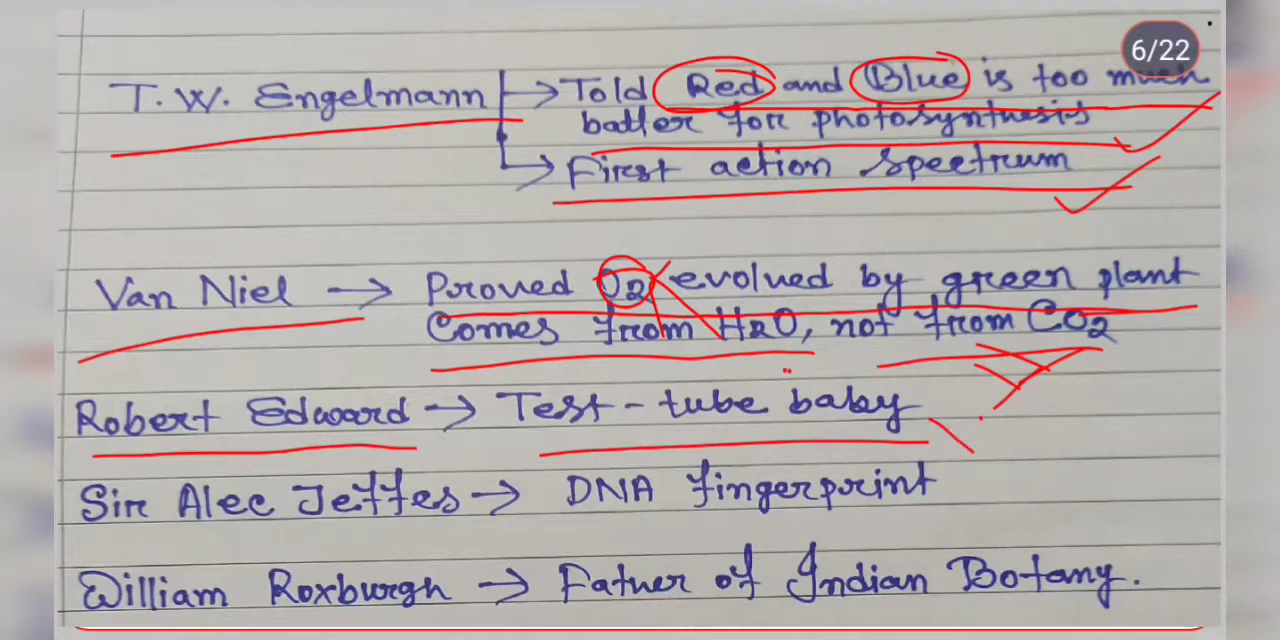 6/22
T.W. Engelmann → Told Red and Blue is too much
batter for photosynthesis
→ First action spectrum
Van Niel → Proved O2 evolved by green plant
Comes from H2O, not from CO2
Robert Edward → Test-tube baby
Sir Alec Jeffes → DNA fingerprint
William Roxburgh → Father of Indian Botany.